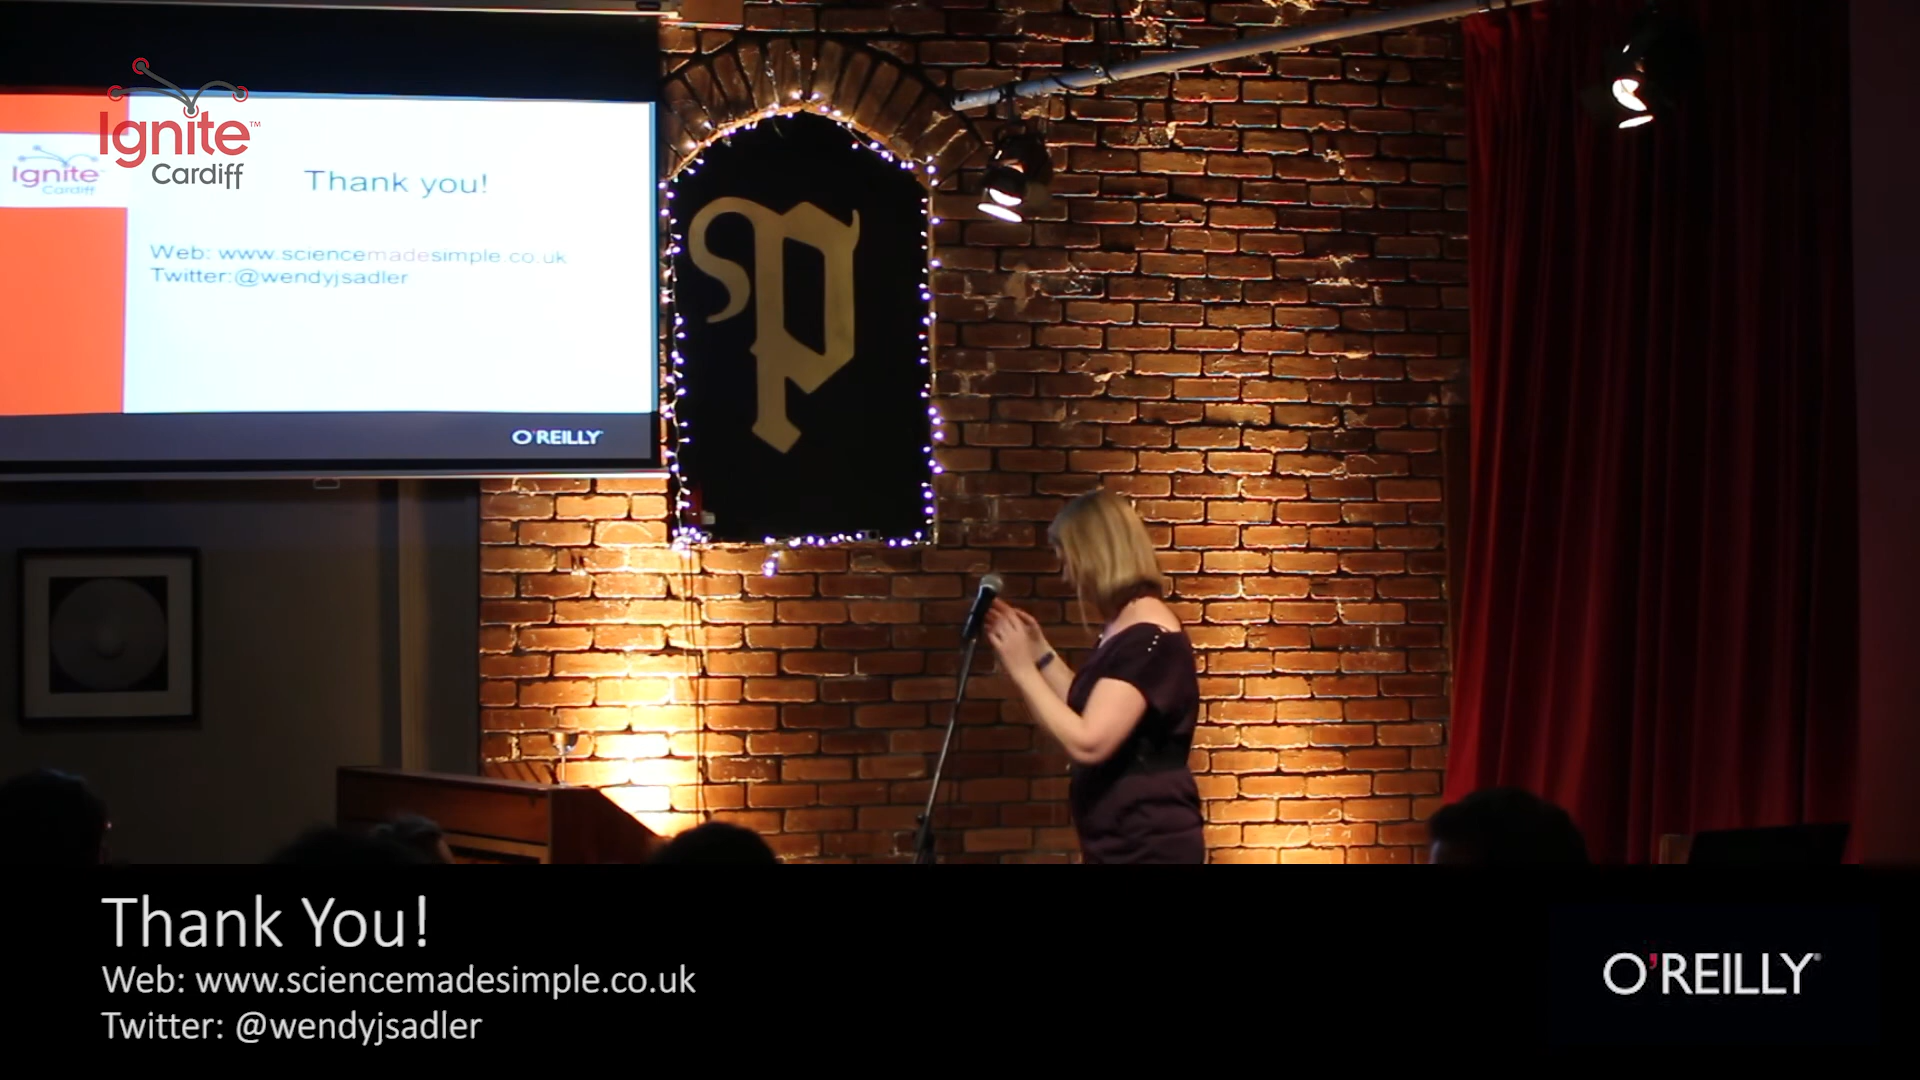 Ignite™
Cardiff
Ignite
Cardiff
Thank you!
Web: www.sciencemadesimple.co.uk
Twitter:@wendyjsadler
O'REILLY
P
Thank You!
Web: www.sciencemadesimple.co.uk
Twitter: @wendyjsadler
O'REILLY®